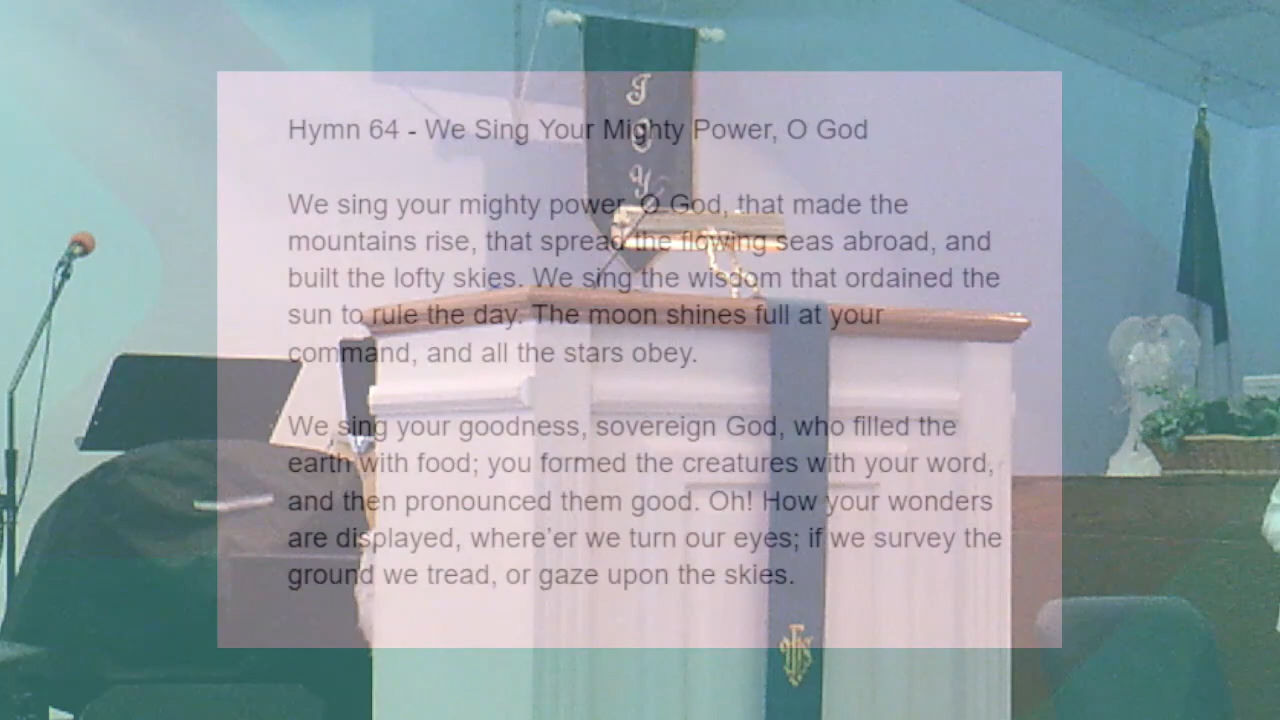 JOY
Hymn 64 - We Sing Your Mighty Power, O God
We sing your mighty power, O God, that made the
mountains rise, that spread the flowing seas abroad, and
built the lofty skies. We sing the wisdom that ordained the
sun to rule the day. The moon shines full at your
command, and all the stars obey.
We sing your goodness, sovereign God, who filled the
earth with food; you formed the creatures with your word,
and then pronounced them good. Oh! How your wonders
are displayed, where’er we turn our eyes; if we survey the
ground we tread, or gaze upon the skies.
IHS